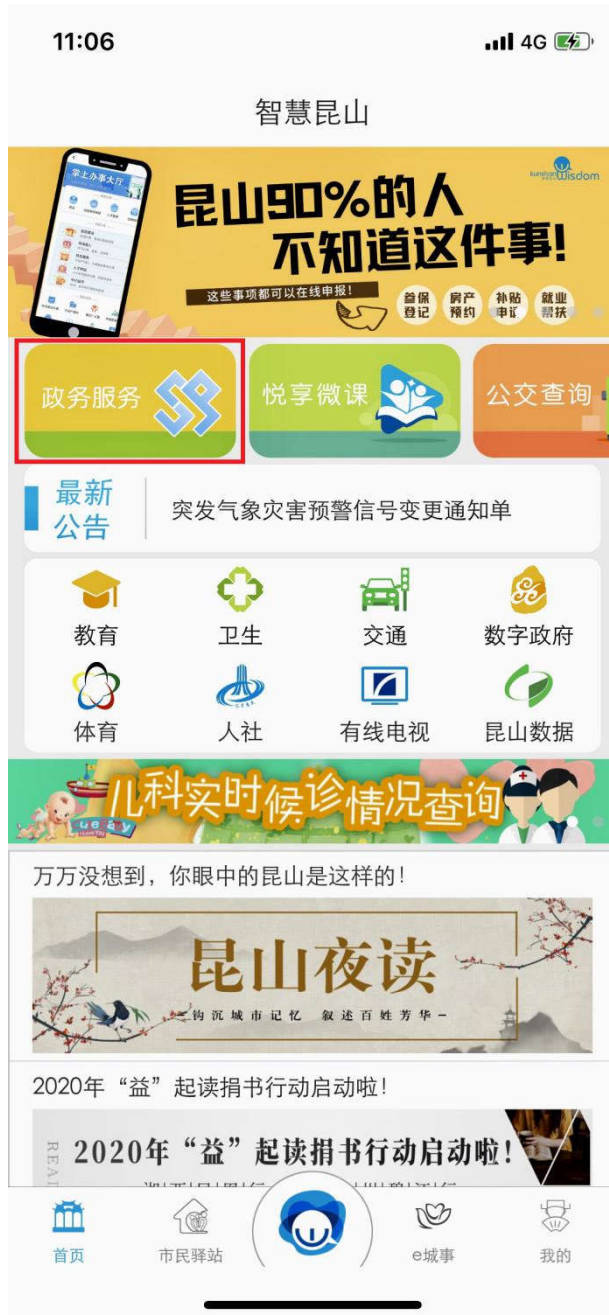 11:06
4G
智慧昆山
kunshan Wisdom
掌上办事大厅
昆山90%的人
不知道这件事!
这些事项都可以在线申报!
参保登记
房产预约
补贴申订
就业帮扶
政务服务
悦享微课
公交查询
最新
公告
突发气象灾害预警信号变更通知单
教育
卫生
交通
数字政府
体育
人社
有线电视
昆山数据
儿科实时候诊情况查询
万万没想到，你眼中的昆山是这样的！
昆山夜读
钩沉城市记忆 叙述百姓芳华
2020年“益”起读捐书行动启动啦！
2020年“益”起读捐书行动启动啦！
READ
首页
市民驿站
e城事
我的